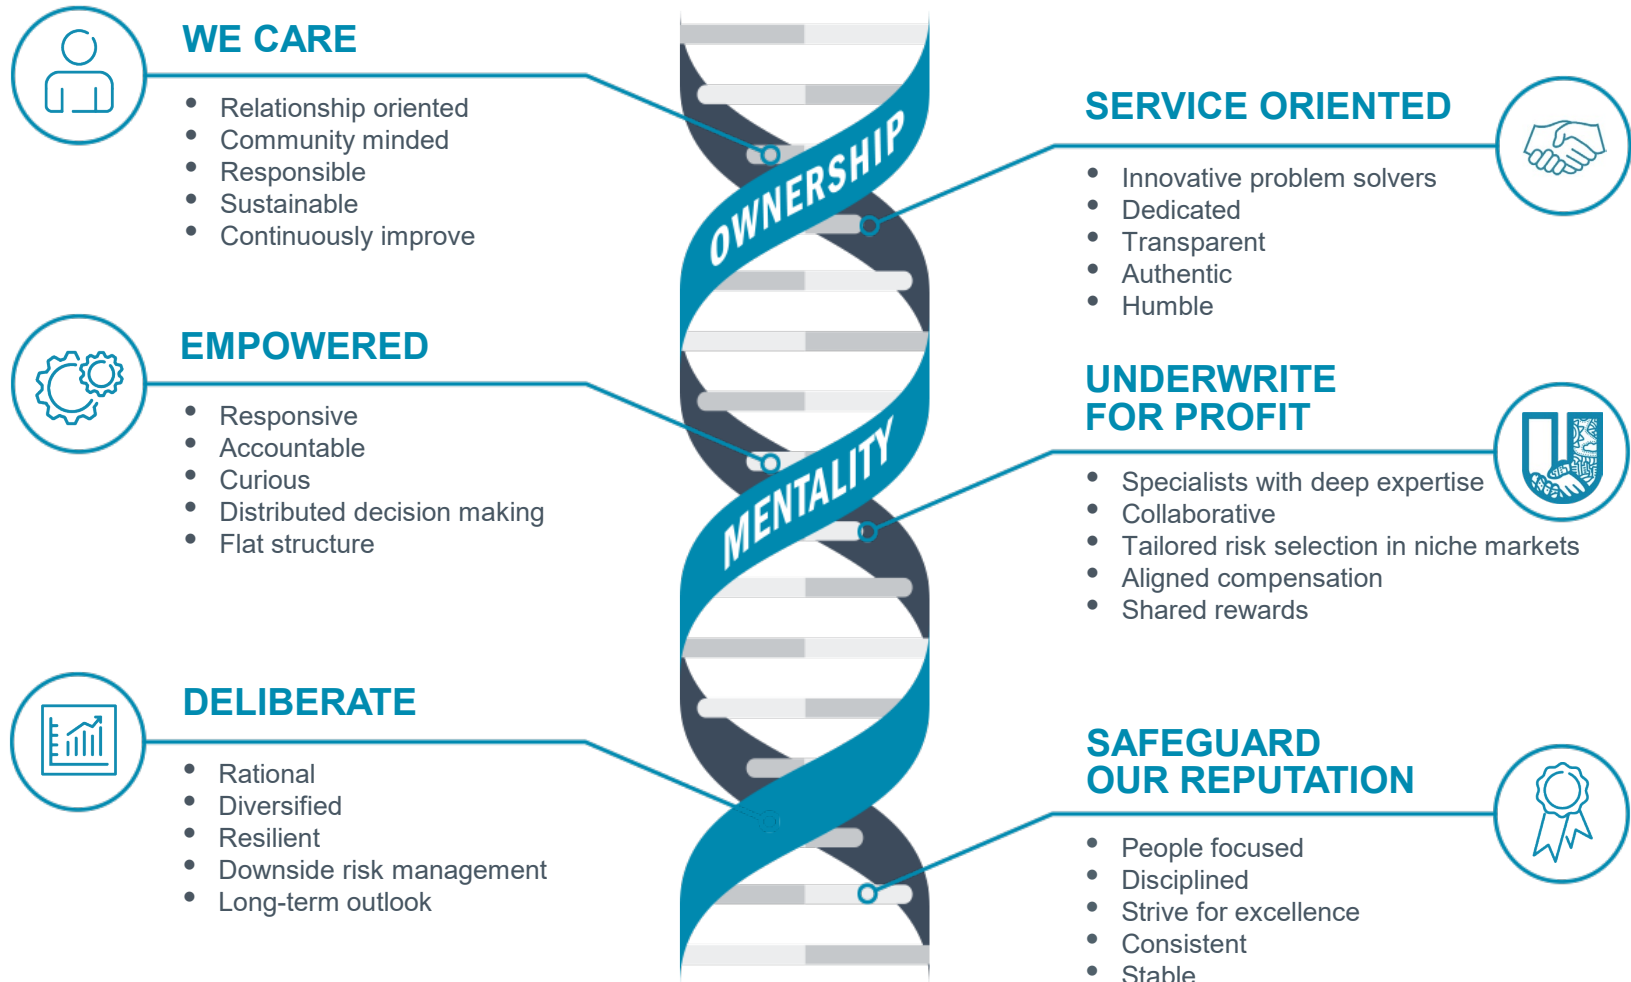 WE CARE
• Relationship oriented
• Community minded
• Responsible
• Sustainable
• Continuously improve
EMPOWERED
• Responsive
• Accountable
• Curious
• Distributed decision making
• Flat structure
DELIBERATE
• Rational
• Diversified
• Resilient
• Downside risk management
• Long-term outlook
OWNERSHIP
MENTALITY
SERVICE ORIENTED
• Innovative problem solvers
• Dedicated
• Transparent
• Authentic
• Humble
UNDERWRITE
FOR PROFIT
• Specialists with deep expertise
• Collaborative
• Tailored risk selection in niche markets
• Aligned compensation
• Shared rewards
SAFEGUARD
OUR REPUTATION
• People focused
• Disciplined
• Strive for excellence
• Consistent
• Stable